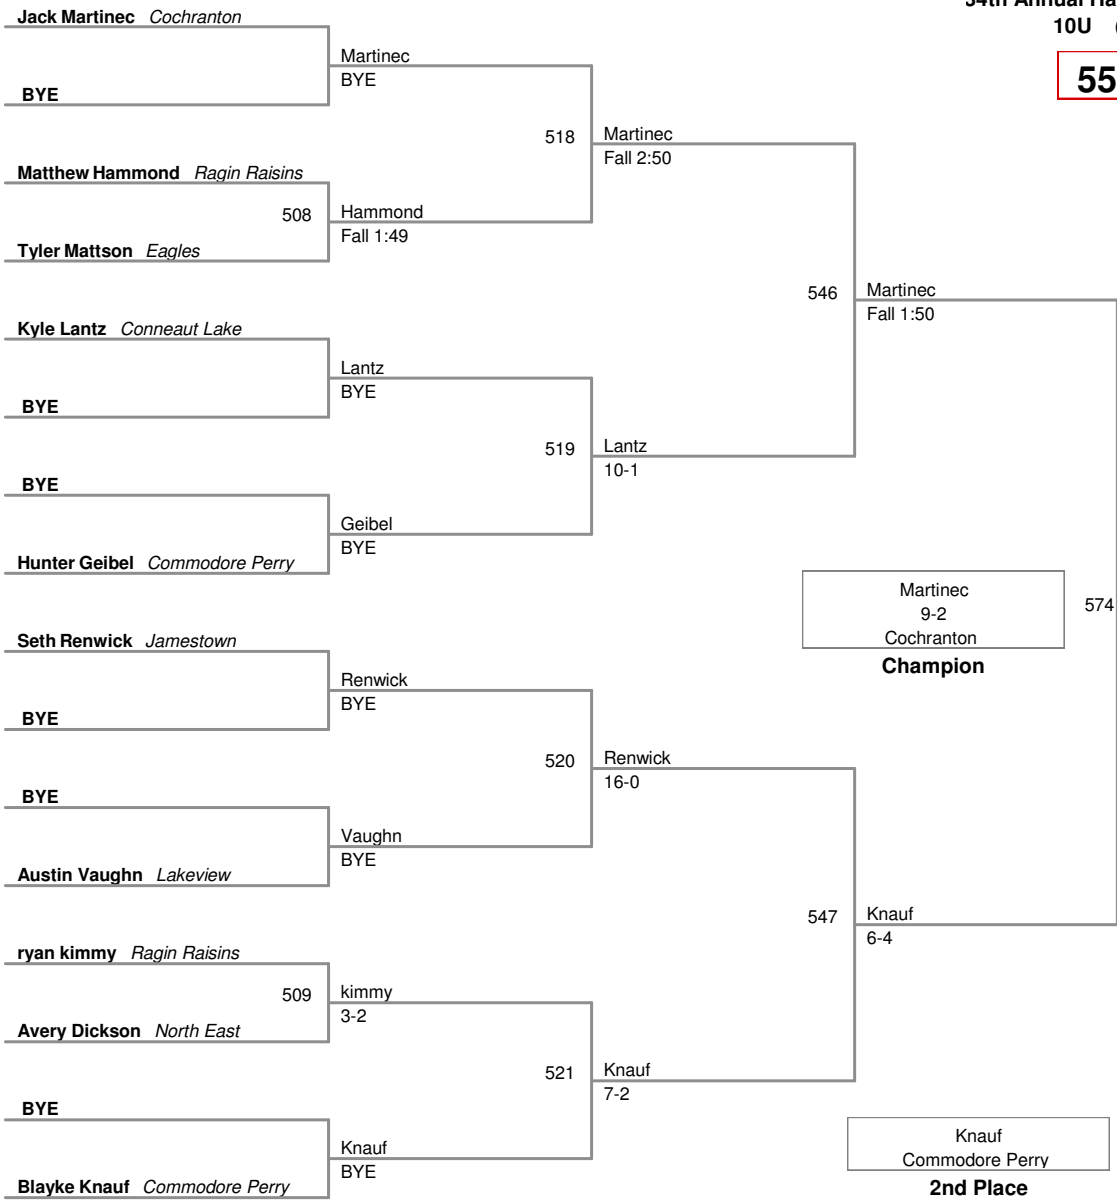 34th Annual Ha
10U
55
Jack Martinec Cochranton
Martinec
BYE
BYE
518
Martinec
Fall 2:50
Matthew Hammond Ragin Raisins
508
Hammond
Fall 1:49
Tyler Mattson Eagles
546
Martinec
Fall 1:50
Kyle Lantz Conneaut Lake
Lantz
BYE
BYE
519
Lantz
10-1
BYE
Geibel
BYE
Hunter Geibel Commodore Perry
Martinec
9-2
Cochranton
Champion
574
Seth Renwick Jamestown
Renwick
BYE
BYE
520
Renwick
16-0
BYE
Vaughn
BYE
Austin Vaughn Lakeview
547
Knauf
6-4
ryan kimmy Ragin Raisins
509
kimmy
3-2
Avery Dickson North East
521
Knauf
7-2
BYE
Knauf
BYE
Blayke Knauf Commodore Perry
Knauf
Commodore Perry
2nd Place